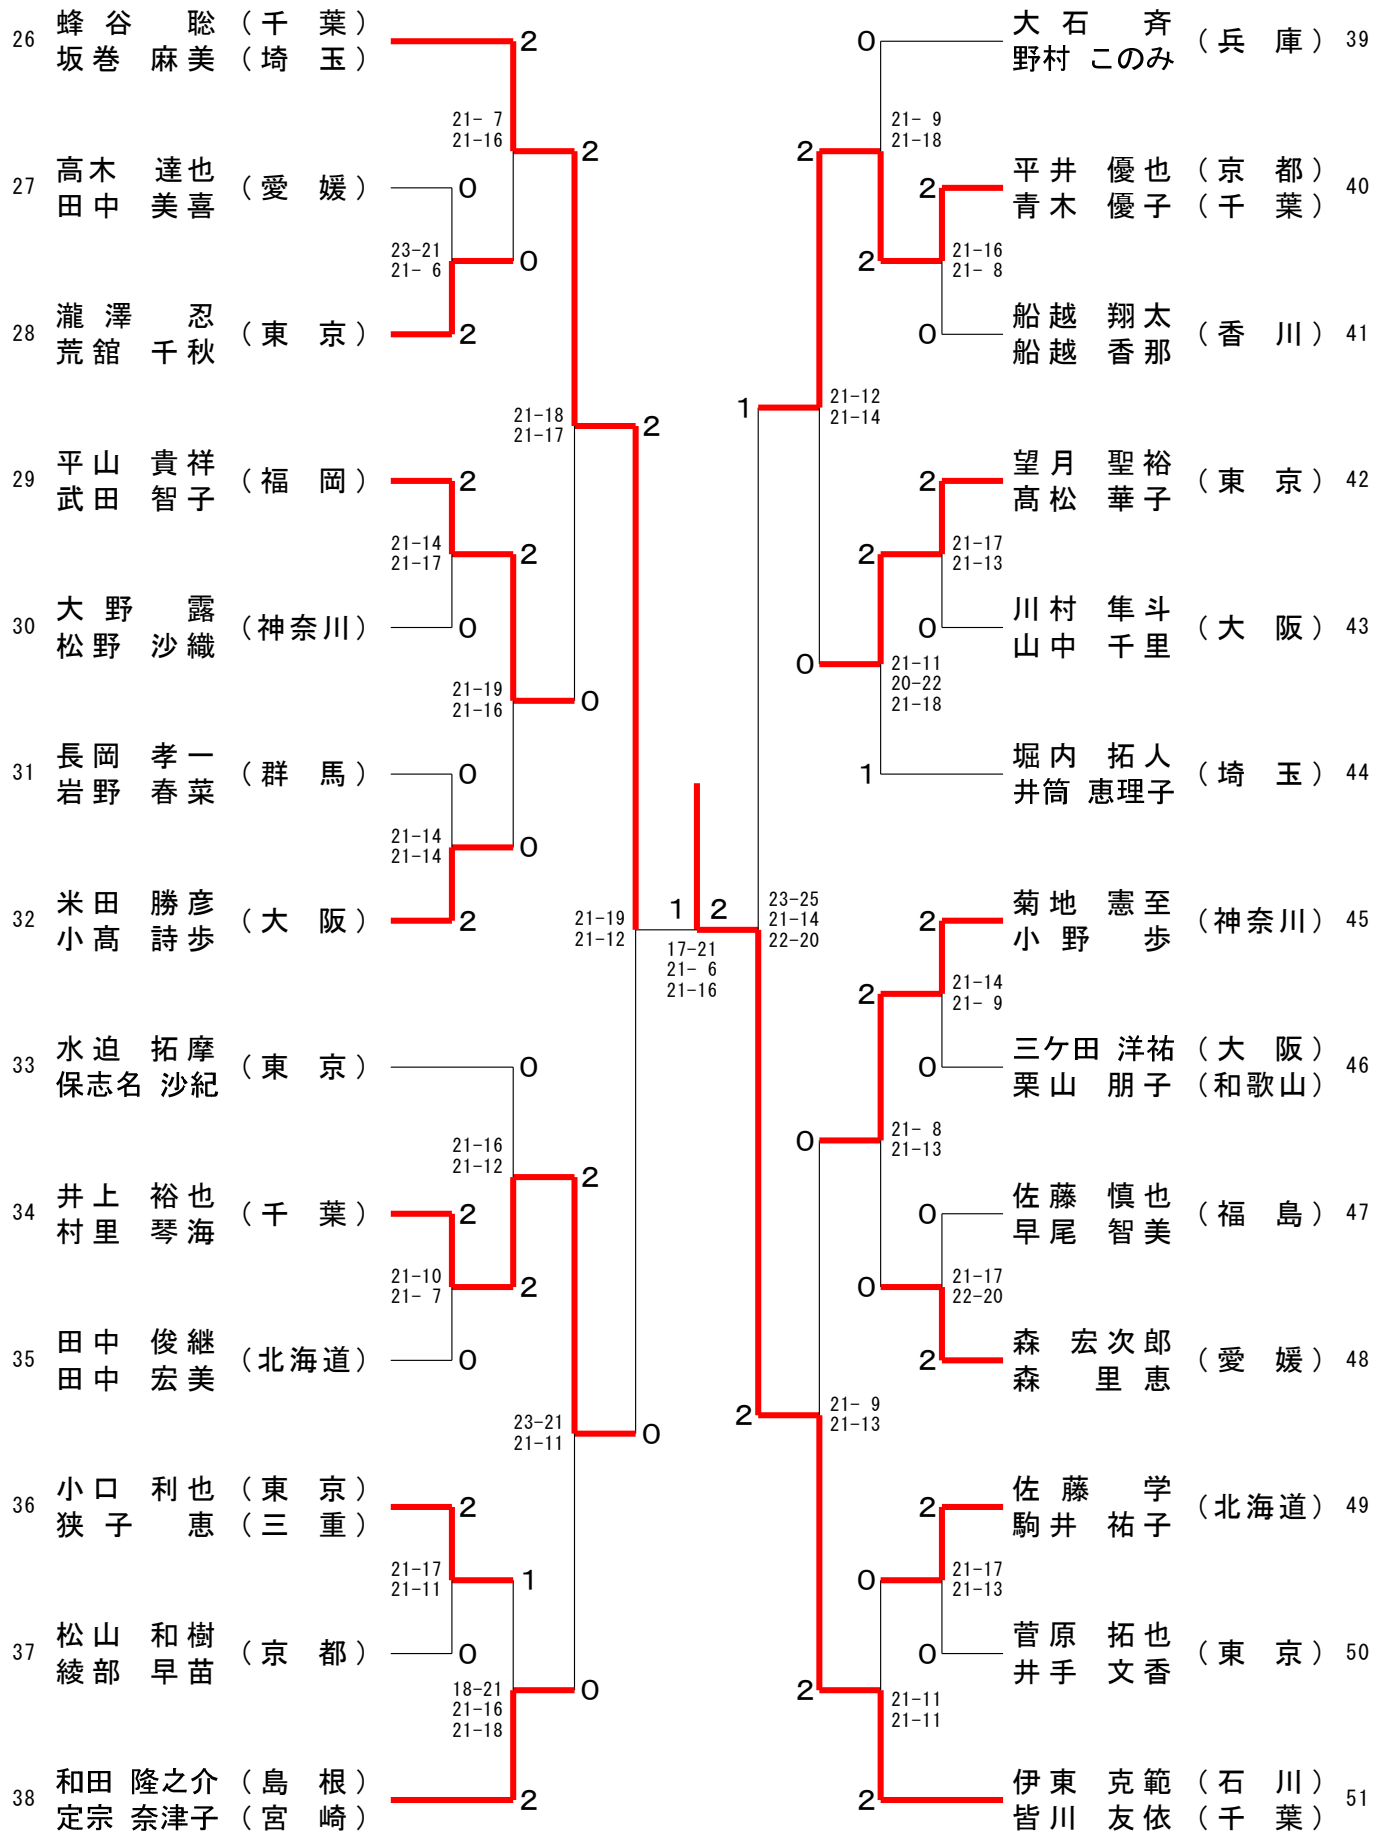 26 蜂谷 聡 (千 葉)
坂巻 麻美 (埼 玉)
2
21- 7
21-16
2
27 高木 達也
田中 美喜 (愛 媛)
0
23-21
21- 6
0
28 瀧澤 忍
荒舘 千秋 (東 京)
2
21-18
21-17
2
29 平山 貴祥
武田 智子 (福 岡)
2
21-14
21-17
2
30 大野 露
松野 沙織 (神奈川)
0
21-19
21-16
0
31 長岡 孝一
岩野 春菜 (群 馬)
0
21-14
21-14
0
32 米田 勝彦
小髙 詩歩 (大 阪)
2
21-19
21-12
33 水迫 拓摩
保志名 沙紀 (東 京)
0
21-16
21-12
2
34 井上 裕也
村里 琴海 (千 葉)
2
21-10
21- 7
2
35 田中 俊継
田中 宏美 (北海道)
0
23-21
21-11
0
36 小口 利也 (東 京)
狭子 恵 (三 重)
2
21-17
21-11
1
37 松山 和樹
綾部 早苗 (京 都)
0
18-21
21-16
21-18
0
38 和田 隆之介 (島 根)
定宗 奈津子 (宮 崎)
2
1 2
17-21
21- 6
21-16
0
大石 斉
野村 このみ (兵 庫) 39
21- 9
21-18
2
2
平井 優也 (京 都)
青木 優子 (千 葉) 40
21-16
21- 8
2
0
船越 翔太
船越 香那 (香 川) 41
1
21-12
21-14
2
望月 聖裕
髙松 華子 (東 京) 42
2
21-17
21-13
0
川村 隼斗
山中 千里 (大 阪) 43
0
21-11
20-22
21-18
1
堀内 拓人
井筒 恵理子 (埼 玉) 44
23-25
21-14
22-20
2
菊地 憲至
小野 歩 (神奈川) 45
2
21-14
21- 9
0
三ケ田 洋祐 (大 阪)
栗山 朋子 (和歌山) 46
0
21- 8
21-13
0
佐藤 慎也
早尾 智美 (福 島) 47
0
21-17
22-20
2
森 宏次郎
森 里恵 (愛 媛) 48
2
21- 9
21-13
2
佐藤 学
駒井 祐子 (北海道) 49
0
21-17
21-13
0
菅原 拓也
井手 文香 (東 京) 50
2
21-11
21-11
2
伊東 克範 (石 川)
皆川 友依 (千 葉) 51